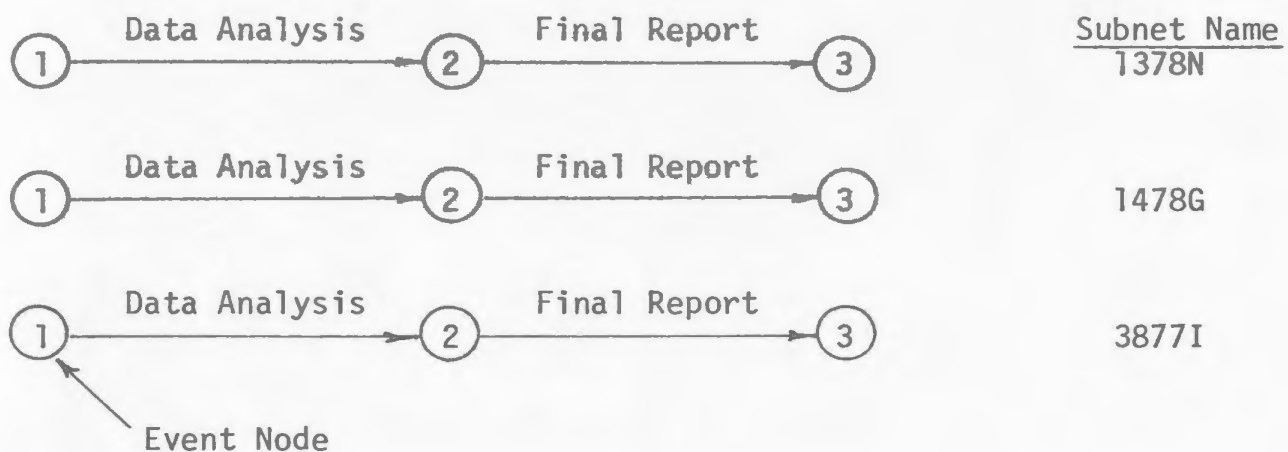 Data Analysis Final Report Subnet Name
1 2 3 1378N
Data Analysis Final Report
1 2 3 1478G
Data Analysis Final Report
1 2 3 3877I
Event Node